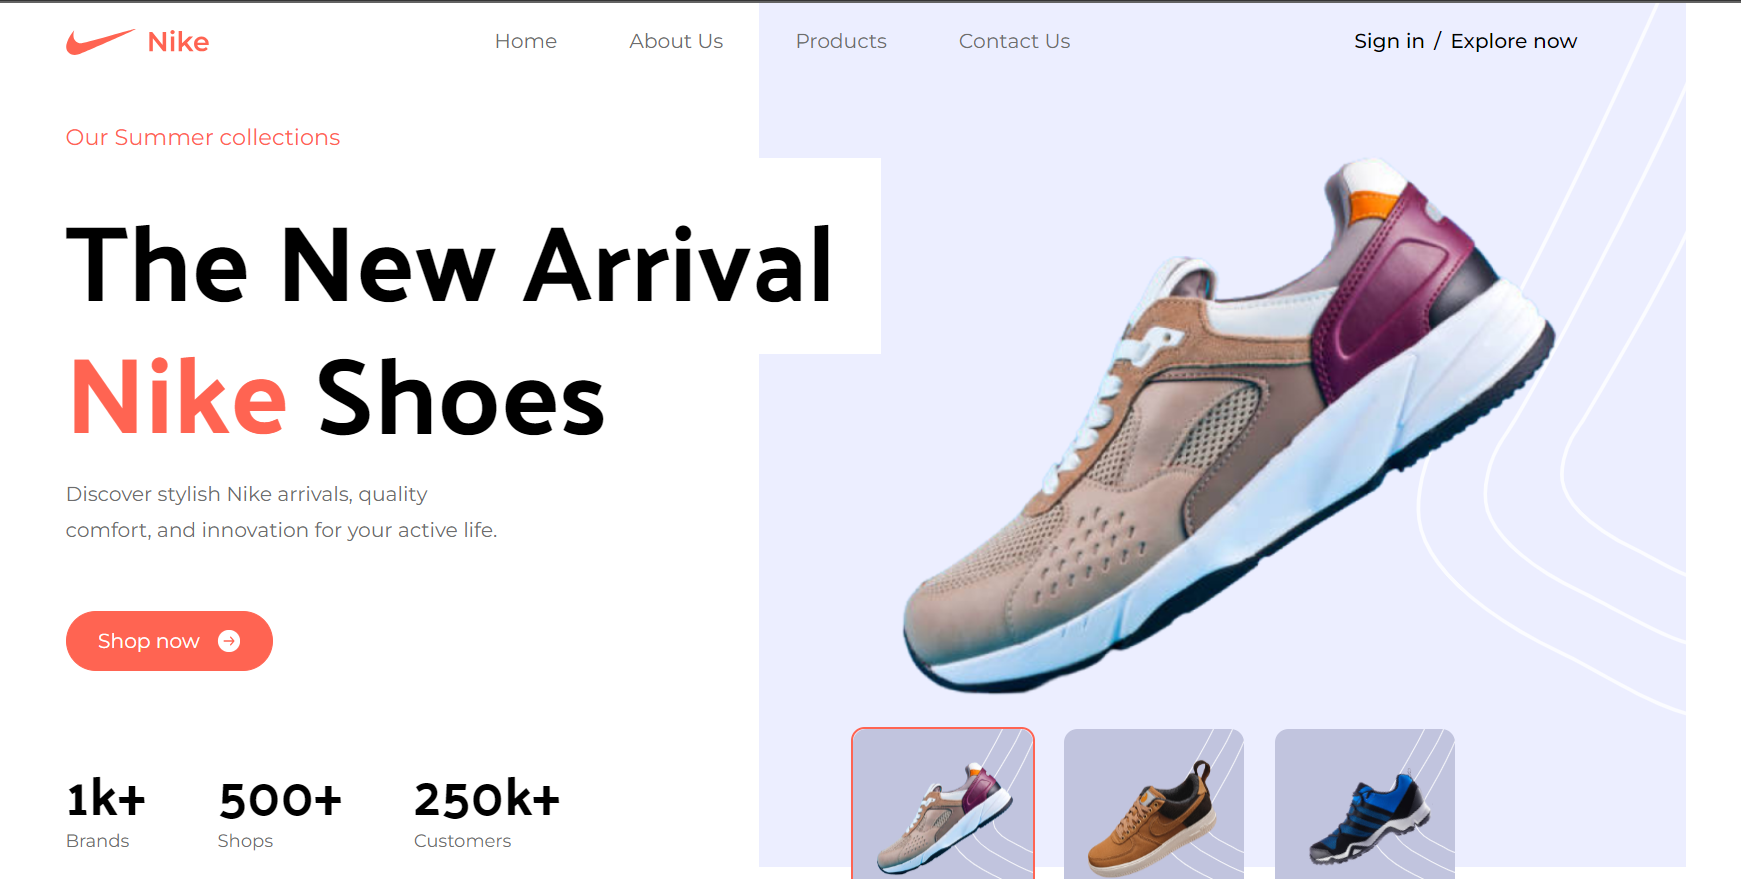 Nike
Home
About Us
Products
Contact Us
Sign in / Explore now
Our Summer collections
The New Arrival
Nike Shoes
Discover stylish Nike arrivals, quality
comfort, and innovation for your active life.
Shop now
1k+
Brands
500+
Shops
250k+
Customers